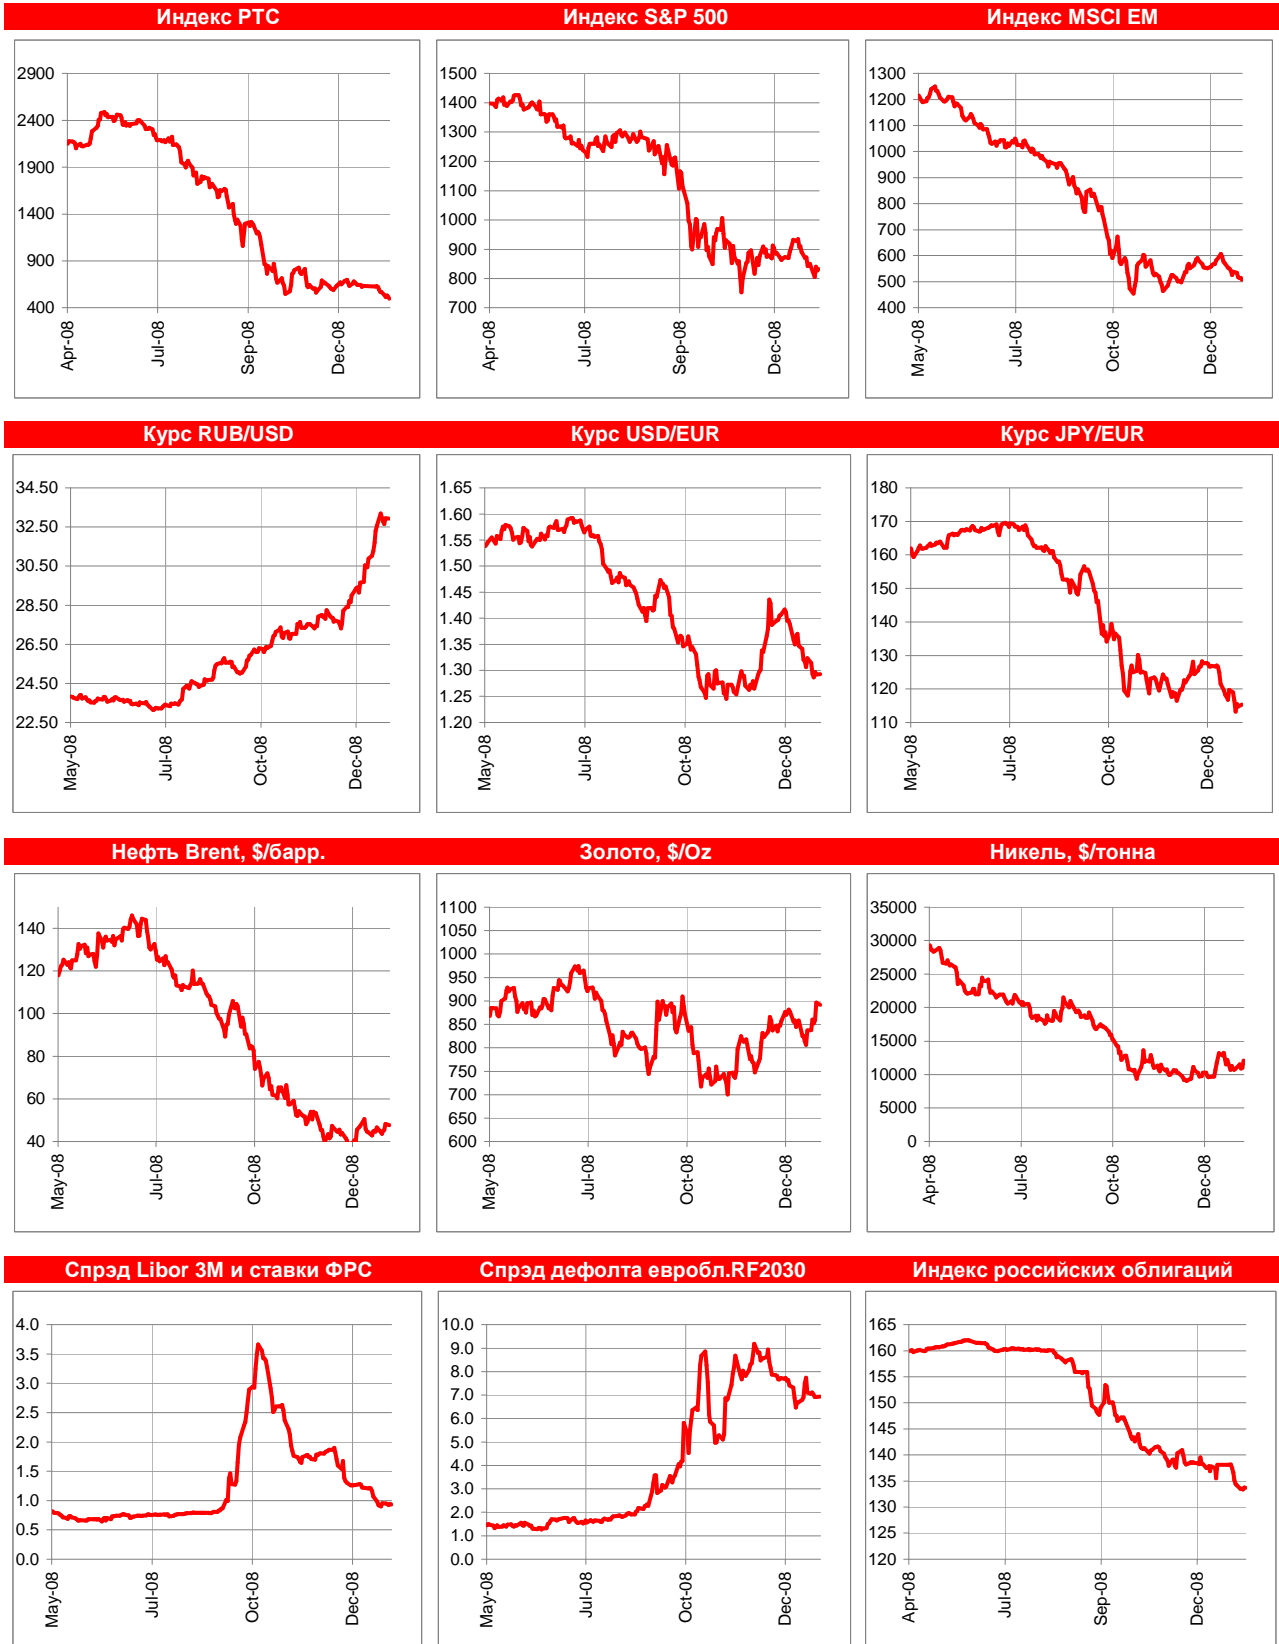 Индекс РТС
2900
2400
1900
1400
900
400
Apr-08
Jul-08
Sep-08
Dec-08
Индекс S&P 500
1500
1400
1300
1200
1100
1000
900
800
700
Apr-08
Jul-08
Sep-08
Dec-08
Индекс MSCI EM
1300
1200
1100
1000
900
800
700
600
500
400
May-08
Jul-08
Oct-08
Dec-08
Курс RUB/USD
34.50
32.50
30.50
28.50
26.50
24.50
22.50
May-08
Jul-08
Oct-08
Dec-08
Курс USD/EUR
1.65
1.60
1.55
1.50
1.45
1.40
1.35
1.30
1.25
1.20
May-08
Jul-08
Oct-08
Dec-08
Курс JPY/EUR
180
170
160
150
140
130
120
110
May-08
Jul-08
Oct-08
Dec-08
Нефть Brent, $/барр.
140
120
100
80
60
40
May-08
Jul-08
Oct-08
Dec-08
Золото, $/Oz
1100
1050
1000
950
900
850
800
750
700
650
600
May-08
Jul-08
Oct-08
Dec-08
Никель, $/тонна
35000
30000
25000
20000
15000
10000
5000
0
Apr-08
Jul-08
Oct-08
Dec-08
Спрэд Libor 3M и ставки ФРС
4.0
3.5
3.0
2.5
2.0
1.5
1.0
0.5
0.0
May-08
Jul-08
Oct-08
Dec-08
Спрэд дефолта евробл.RF2030
10.0
9.0
8.0
7.0
6.0
5.0
4.0
3.0
2.0
1.0
0.0
May-08
Jul-08
Oct-08
Dec-08
Индекс российских облигаций
165
160
155
150
145
140
135
130
125
120
Apr-08
Sep-08
Dec-08